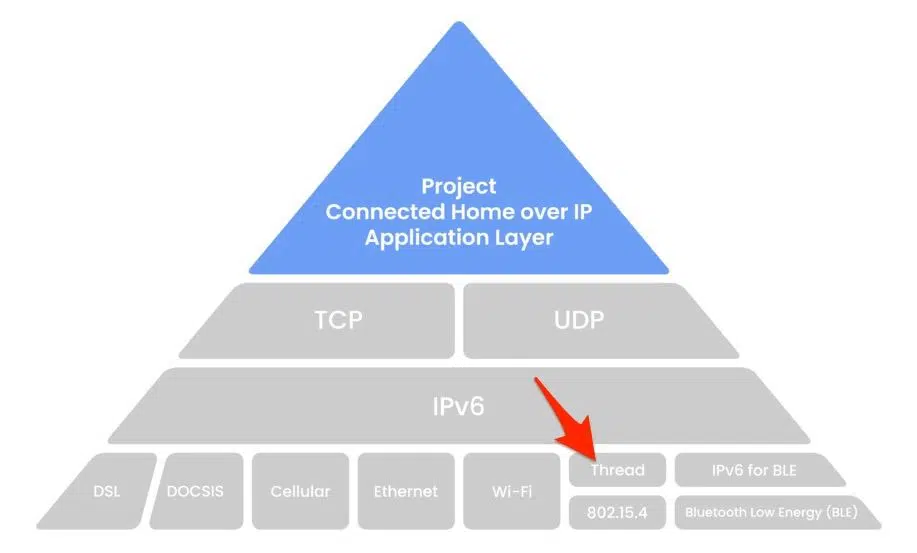 Project
Connected Home over IP
Application Layer
TCP
UDP
IPv6
DSL
DOCSIS
Cellular
Ethernet
Wi-Fi
Thread
802.15.4
IPv6 for BLE
Bluetooth Low Energy (BLE)